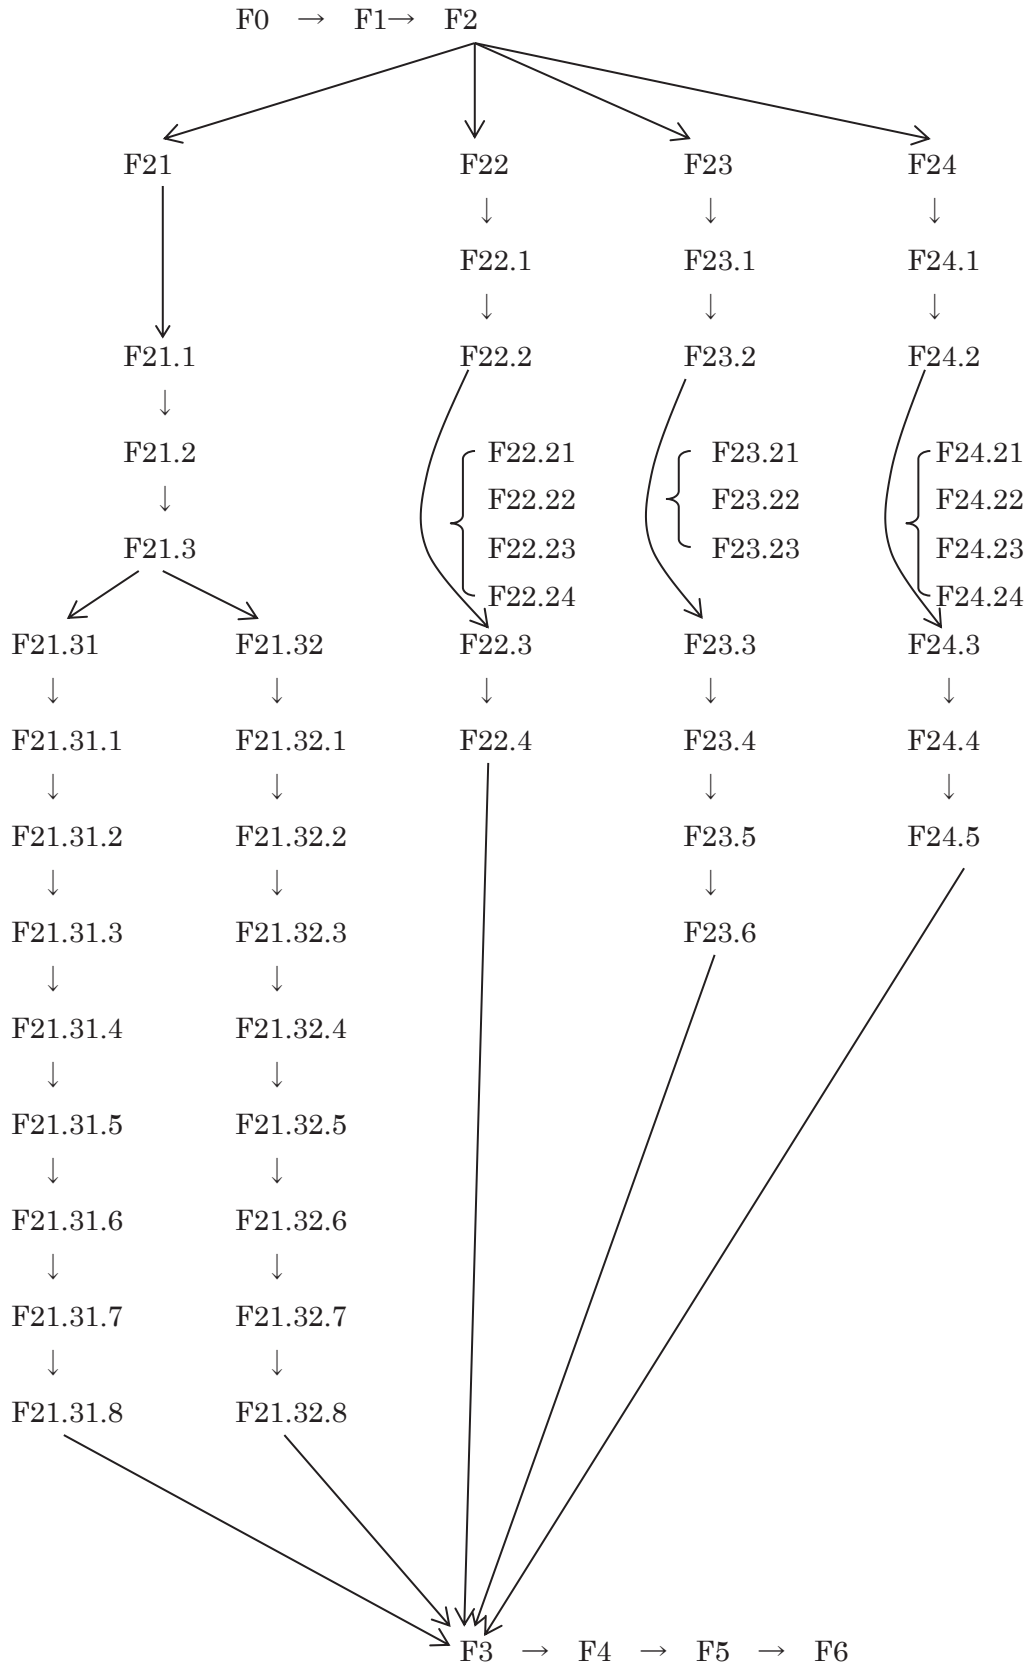 F0 → F1→ F2
F21 F22 F23 F24
↓ ↓ ↓
F22.1 F23.1 F24.1
↓ ↓ ↓
F21.1 F22.2 F23.2 F24.2
↓
F21.2 F22.21 F23.21 F24.21
↓ F22.22 F23.22 F24.22
F21.3 F22.23 F23.23 F24.23
F22.24 F24.24
F21.31 F21.32 F22.3 F23.3 F24.3
↓ ↓ ↓ ↓ ↓
F21.31.1 F21.32.1 F22.4 F23.4 F24.4
↓ ↓ ↓ ↓
F21.31.2 F21.32.2 F23.5 F24.5
↓ ↓ ↓
F21.31.3 F21.32.3 F23.6
↓ ↓
F21.31.4 F21.32.4
↓ ↓
F21.31.5 F21.32.5
↓ ↓
F21.31.6 F21.32.6
↓ ↓
F21.31.7 F21.32.7
↓ ↓
F21.31.8 F21.32.8
F3 → F4 → F5 → F6